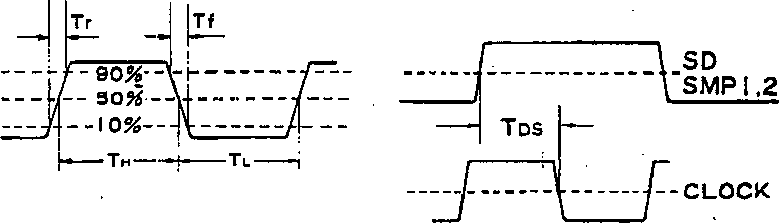 Tr
Tf
90%
50%
10%
TH
TL
SD
SMP1,2
TDS
CLOCK